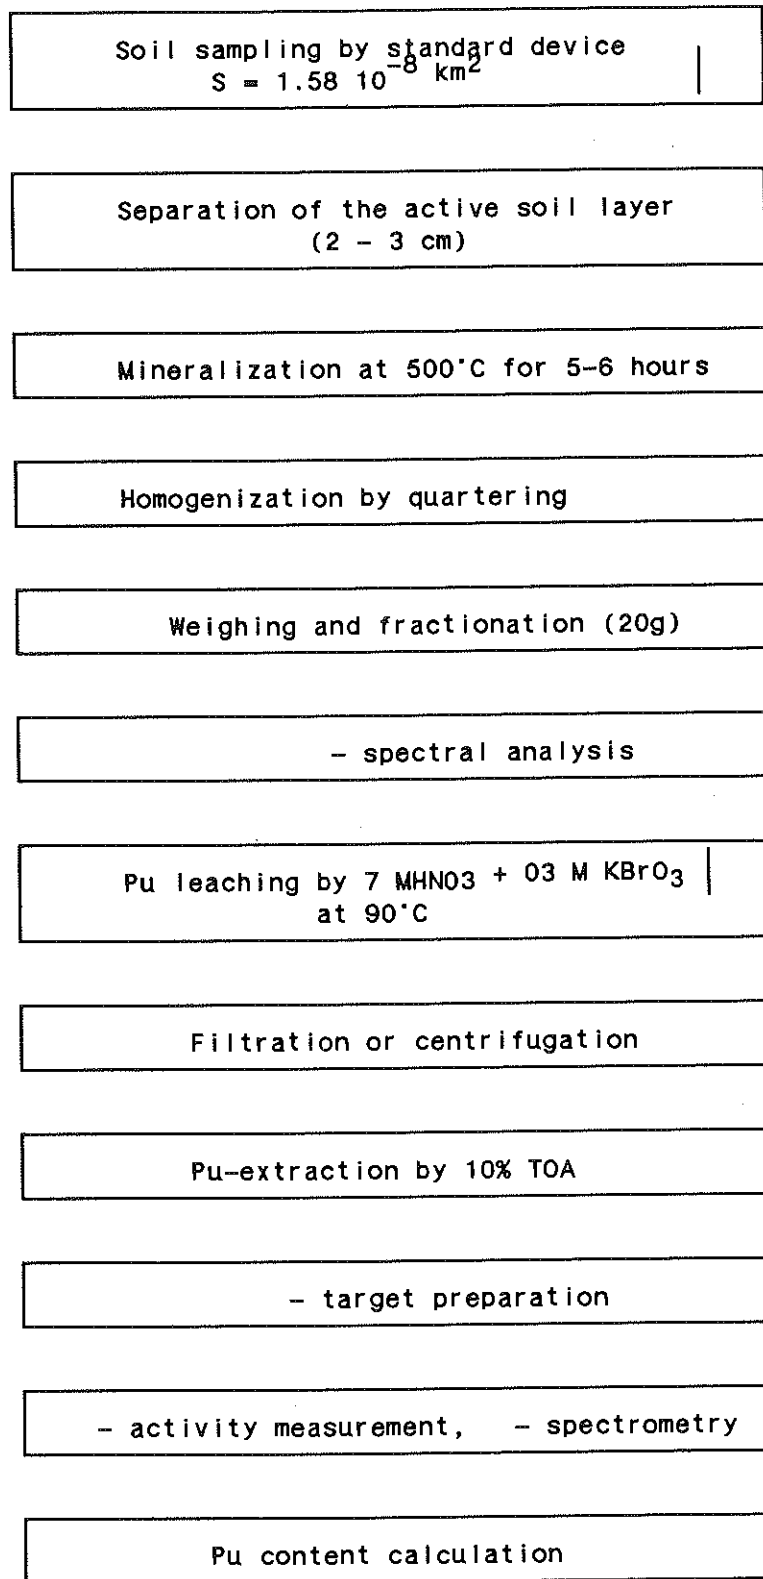 Soil sampling by standard device
S = 1.58 10⁻⁸ km²
Separation of the active soil layer
(2 - 3 cm)
Mineralization at 500°C for 5-6 hours
Homogenization by quartering
Weighing and fractionation (20g)
- spectral analysis
Pu leaching by 7 MHNO3 + 03 M KBrO₃
at 90°C
Filtration or centrifugation
Pu-extraction by 10% TOA
- target preparation
- activity measurement, - spectrometry
Pu content calculation